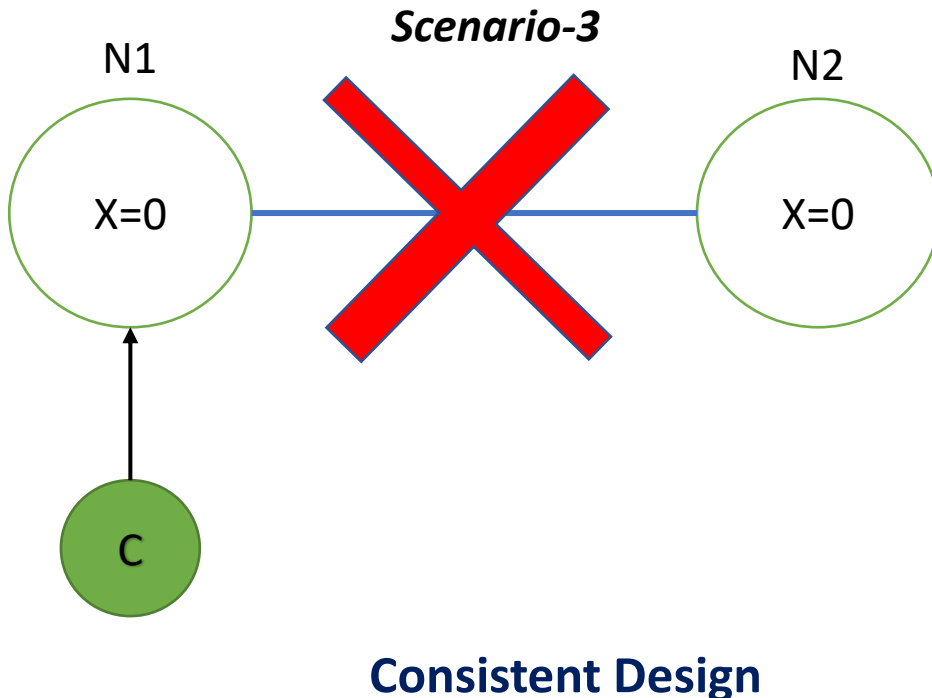 Scenario-3
N1
N2
X=0
X=0
C
Consistent Design